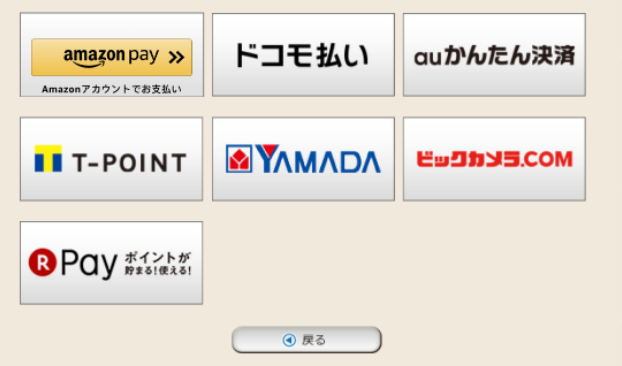 amazon pay
Amazonアカウントでお支払い
ドコモ払い
auかんたん決済
T-POINT
YAMADA
ビックカメラ.COM
R Pay ポイントが
貯まる!使える!
戻る